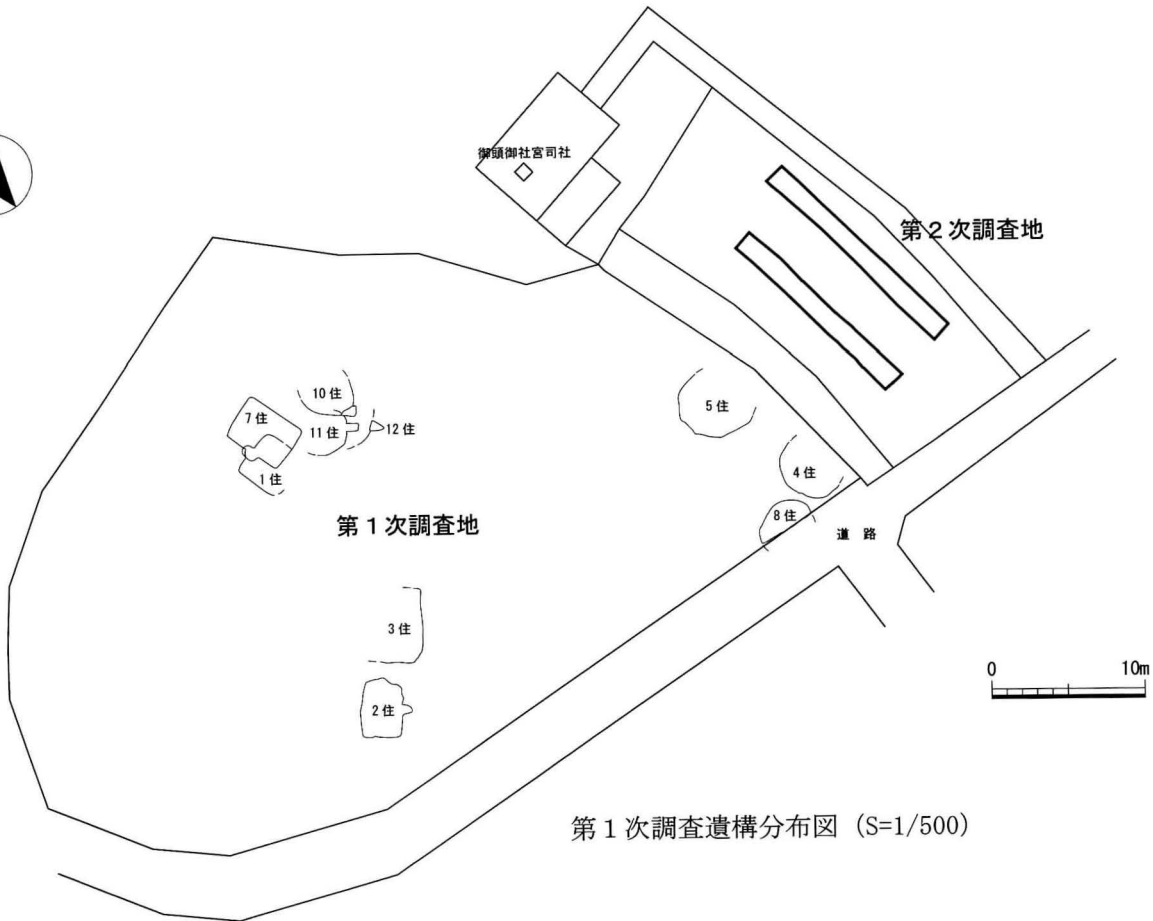 御頭御社宮司社
第２次調査地
10住
7住
11住
12住
1住
5住
4住
8住
道路
第１次調査地
3住
2住
0 10m
第１次調査遺構分布図（S=1/500）